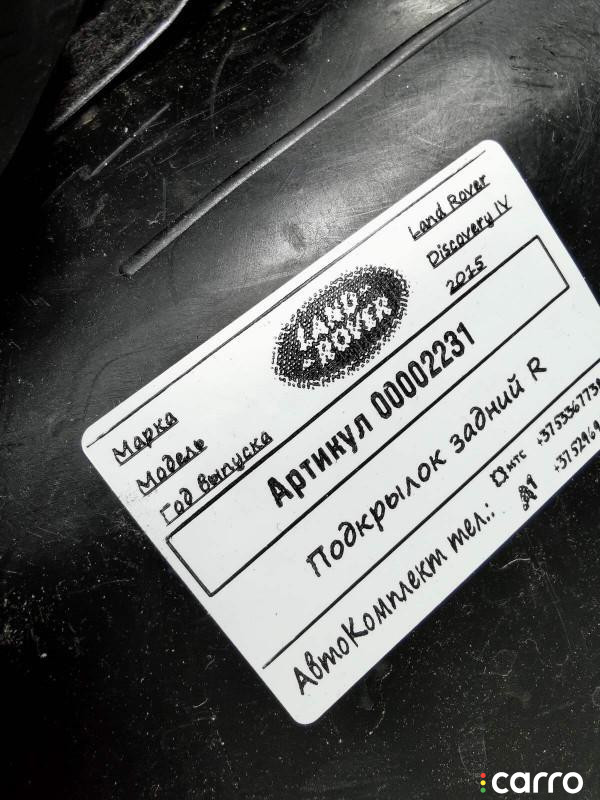 Марка
Land Rover
Модель
Discovery IV
Год выпуска
2015
LAND-
-ROVER
Артикул 00002231
Подкрылок задний R
АвтоКомплект тел.:
мтс
A1
carro